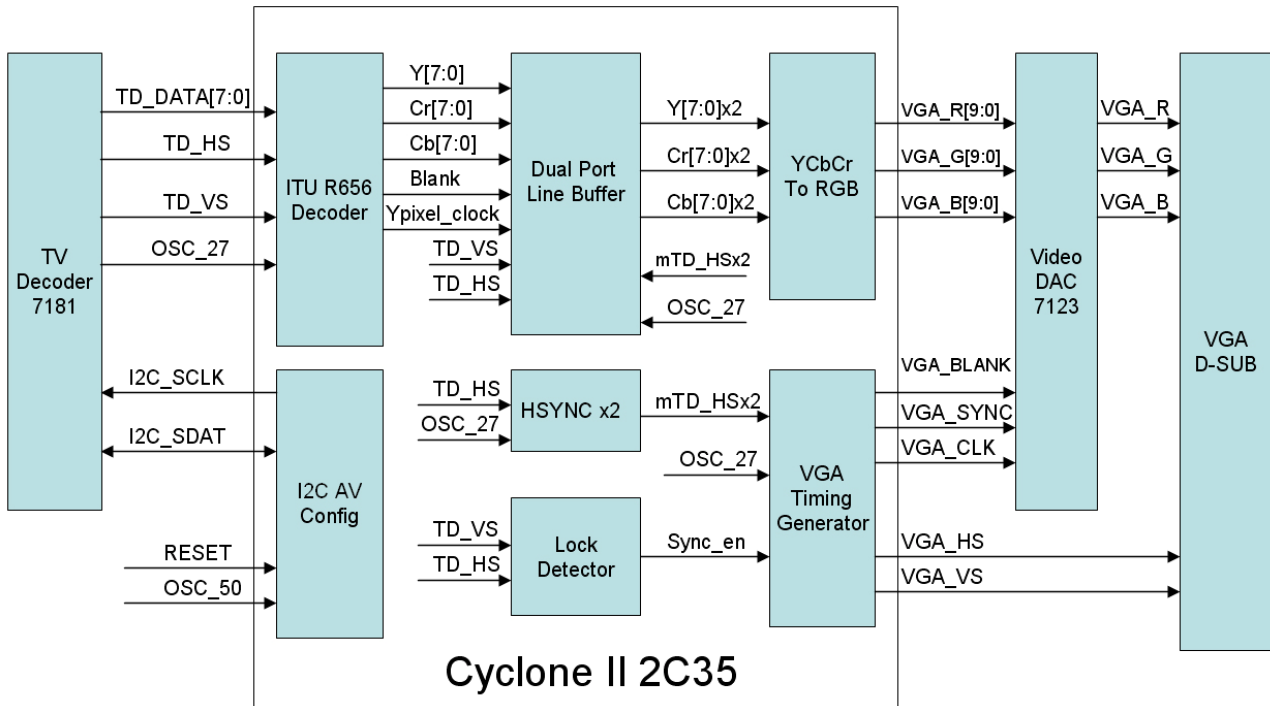 TV
Decoder
7181
TD_DATA[7:0]
TD_HS
TD_VS
OSC_27
I2C_SCLK
I2C_SDAT
RESET
OSC_50
ITU R656
Decoder
I2C AV
Config
Y[7:0]
Cr[7:0]
Cb[7:0]
Blank
Ypixel_clock
TD_VS
TD_HS
Dual Port
Line Buffer
Y[7:0]x2
Cr[7:0]x2
Cb[7:0]x2
mTD_HSx2
OSC_27
YCbCr
To RGB
TD_HS
OSC_27
HSYNC x2
mTD_HSx2
OSC_27
TD_VS
TD_HS
Lock
Detector
Sync_en
VGA
Timing
Generator
VGA_R[9:0]
VGA_G[9:0]
VGA_B[9:0]
VGA_BLANK
VGA_SYNC
VGA_CLK
VGA_HS
VGA_VS
Video
DAC
7123
VGA_R
VGA_G
VGA_B
VGA
D-SUB
Cyclone II 2C35